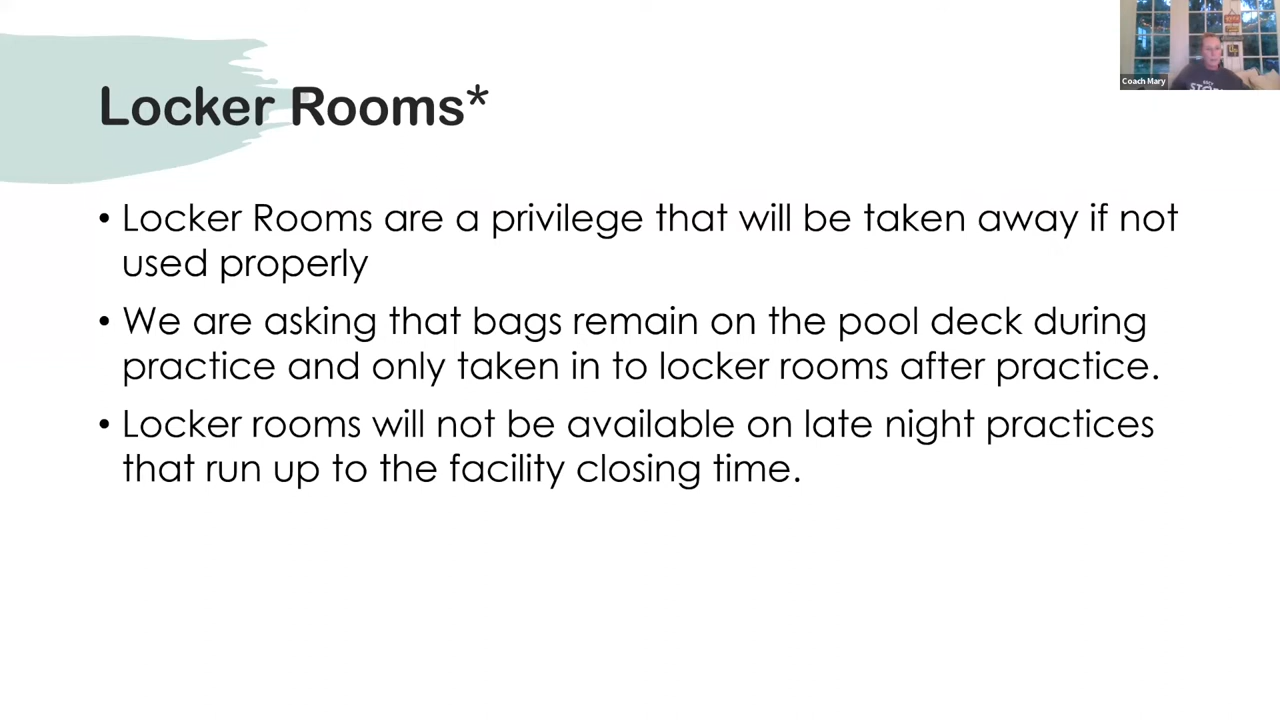 Coach Mary
Locker Rooms*
• Locker Rooms are a privilege that will be taken away if not
used properly
• We are asking that bags remain on the pool deck during
practice and only taken in to locker rooms after practice.
• Locker rooms will not be available on late night practices
that run up to the facility closing time.